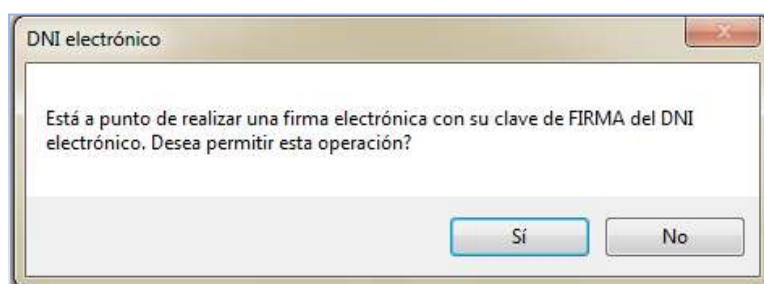 DNI electrónico
Está a punto de realizar una firma electrónica con su clave de FIRMA del DNI
electrónico. Desea permitir esta operación?
Sí
No